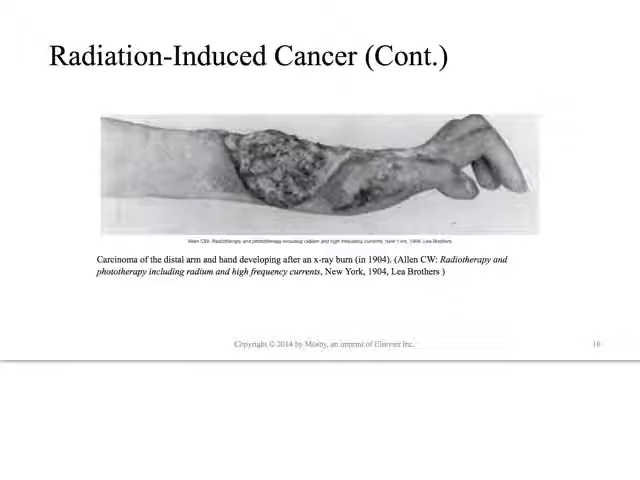 Radiation-Induced Cancer (Cont.)
Allen CW: Radiotherapy and phototherapy including radium and high frequency currents, New York, 1904, Lea Brothers
Carcinoma of the distal arm and hand developing after an x-ray burn (in 1904). (Allen CW: Radiotherapy and
phototherapy including radium and high frequency currents, New York, 1904, Lea Brothers )
Copyright © 2014 by Mosby, an imprint of Elsevier Inc.